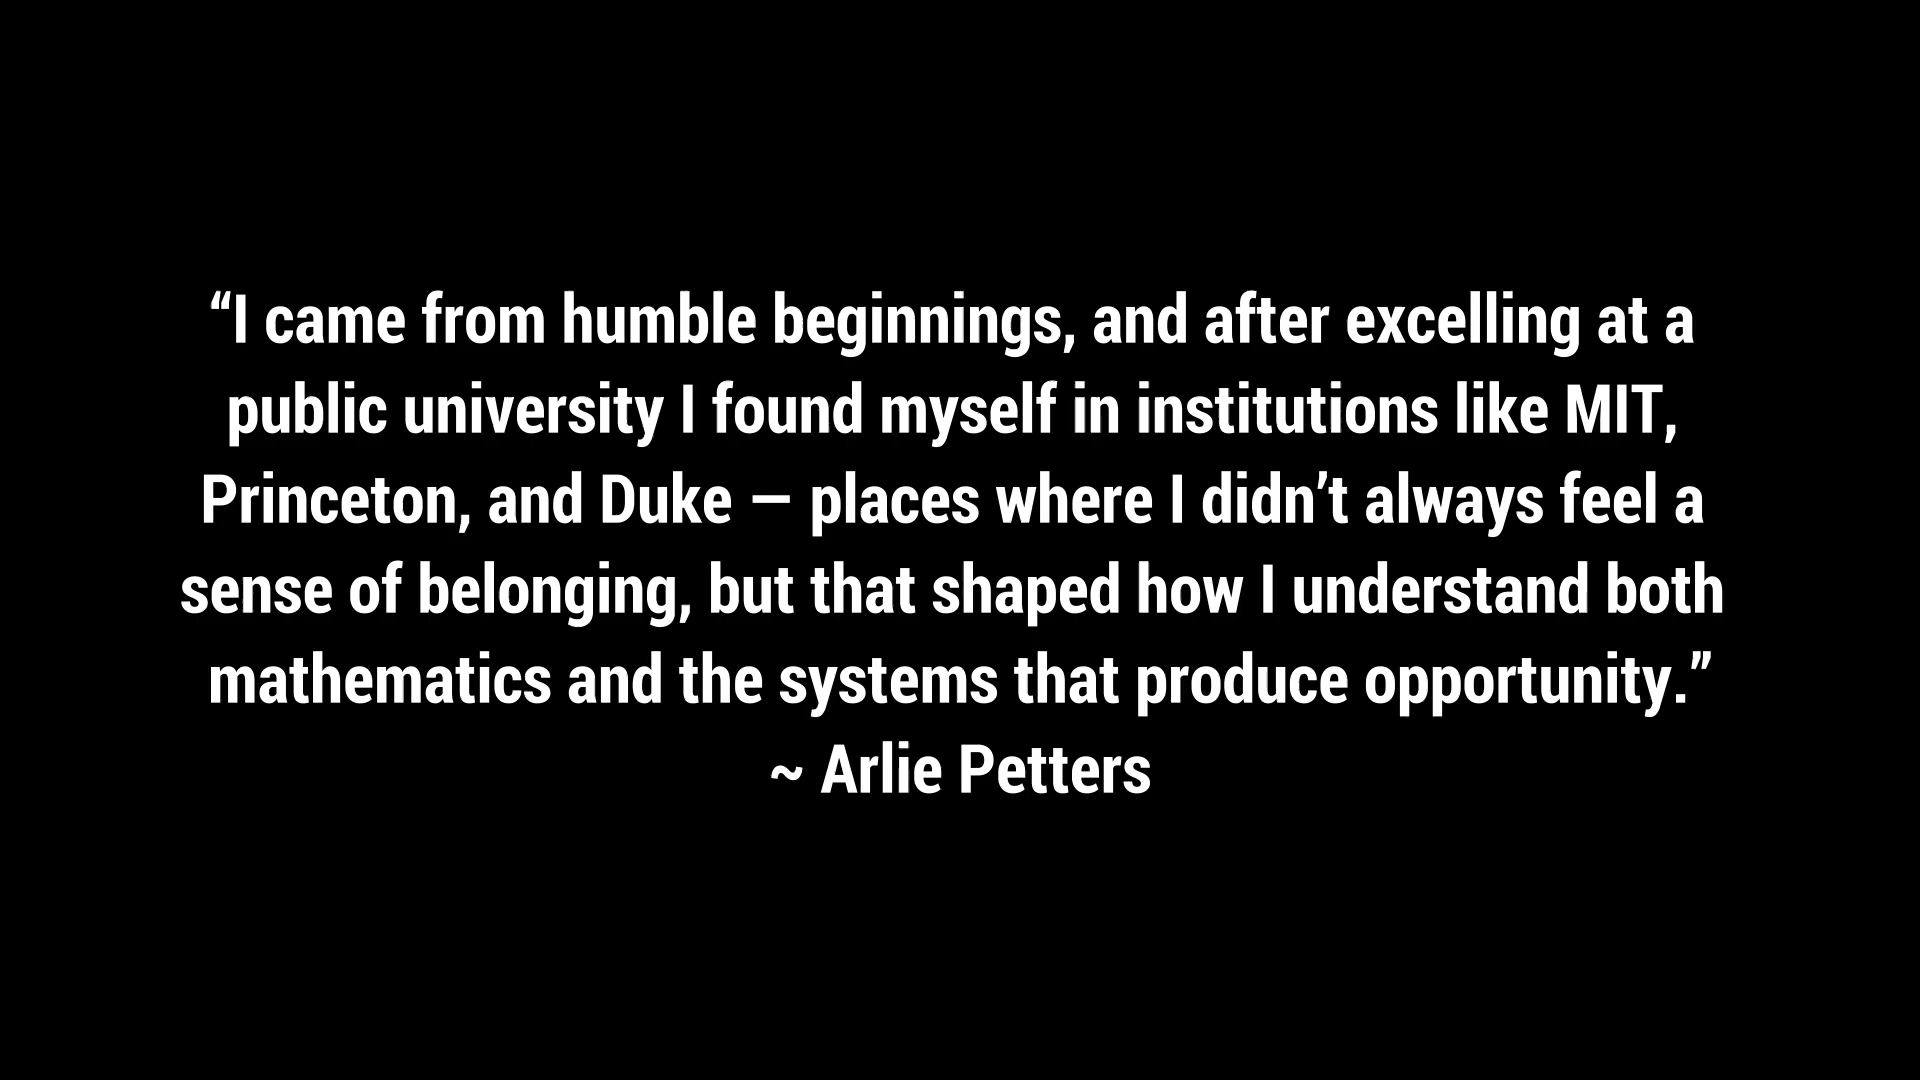 “I came from humble beginnings, and after excelling at a
public university I found myself in institutions like MIT,
Princeton, and Duke — places where I didn’t always feel a
sense of belonging, but that shaped how I understand both
mathematics and the systems that produce opportunity.”
~ Arlie Petters